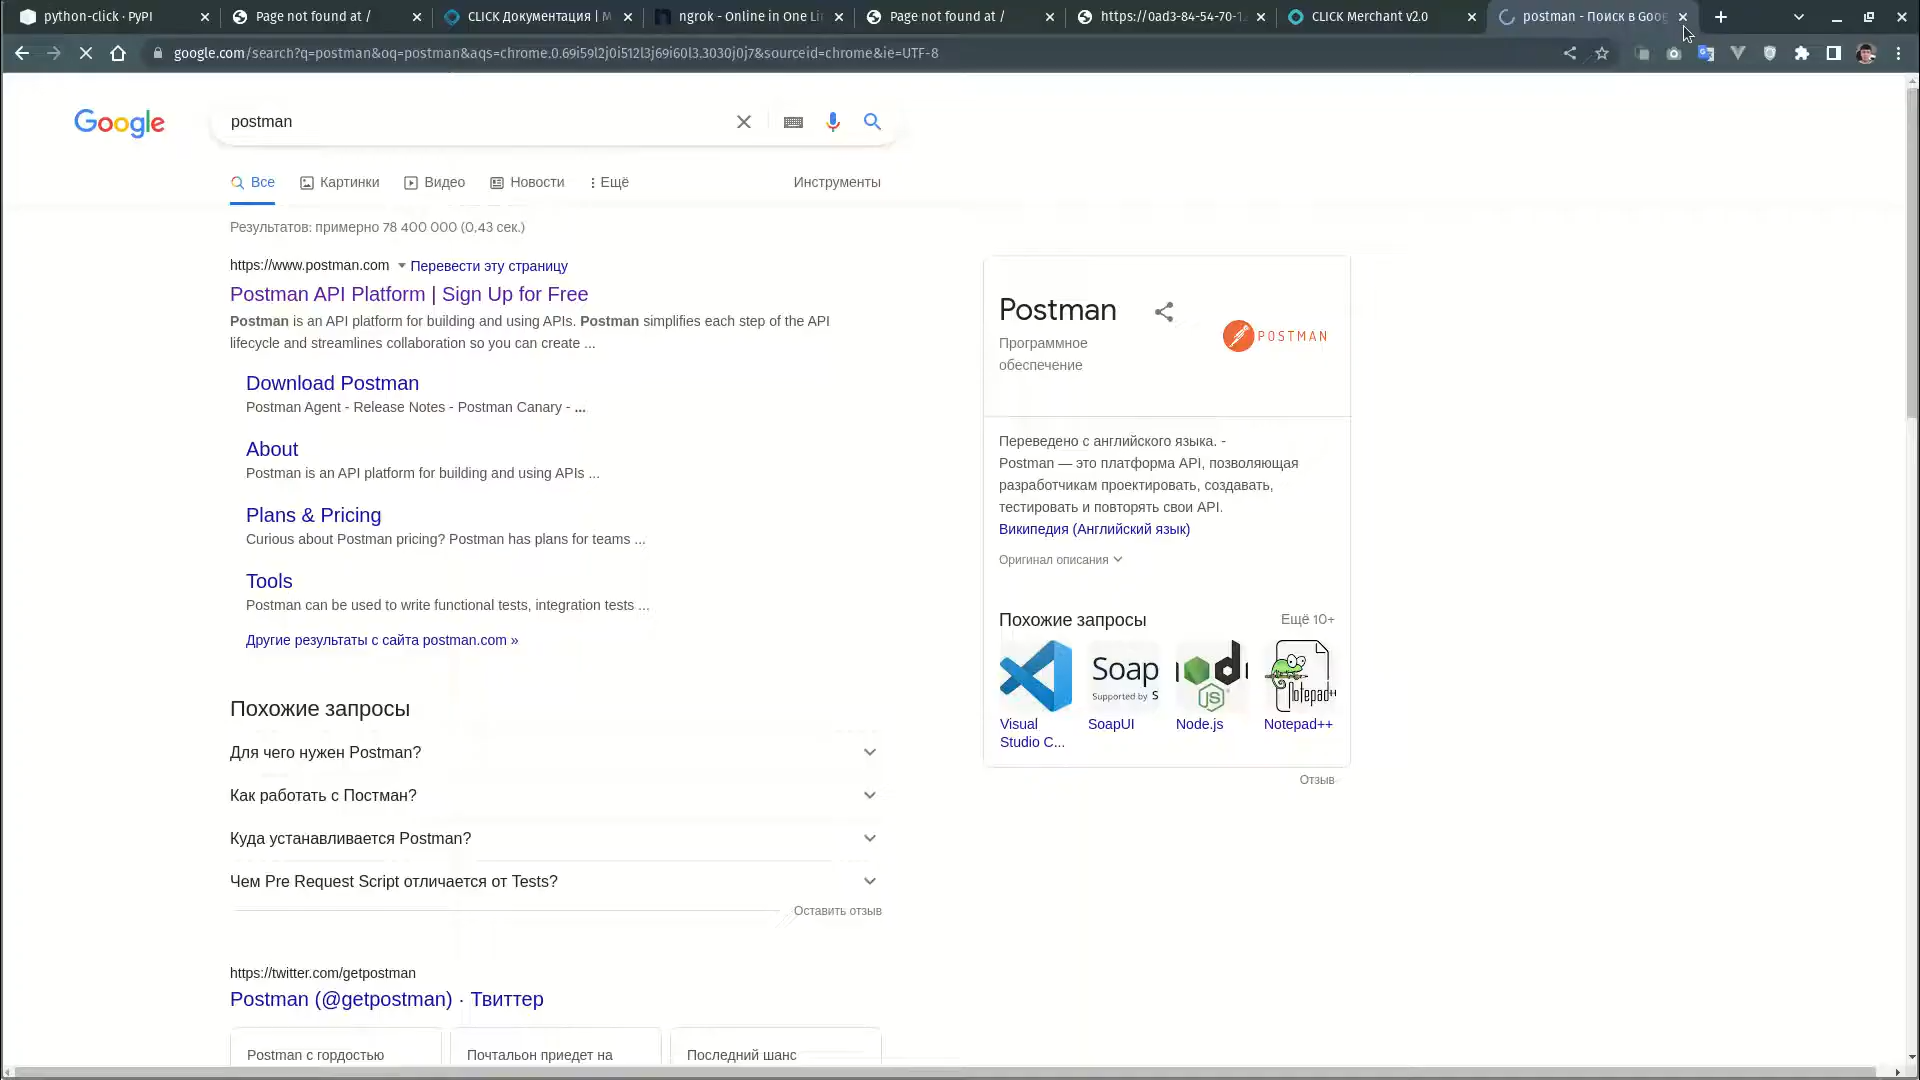 python-click · PyPI
Page not found at /
CLICK Документация | M
ngrok - Online in One Li
Page not found at /
https://0ad3-84-54-70-1
CLICK Merchant v2.0
postman - Поиск в Goog
google.com/search?q=postman&oq=postman&aqs=chrome.0.69i59l2j0i512l3j69i60l3.3030j0j7&sourceid=chrome&ie=UTF-8
Google
postman
Все
Картинки
Видео
Новости
Ещё
Инструменты
Результатов: примерно 78 400 000 (0,43 сек.)
https://www.postman.com
Перевести эту страницу
Postman API Platform | Sign Up for Free
Postman is an API platform for building and using APIs. Postman simplifies each step of the API
lifecycle and streamlines collaboration so you can create ...
Download Postman
Postman Agent - Release Notes - Postman Canary - ...
About
Postman is an API platform for building and using APIs ...
Plans & Pricing
Curious about Postman pricing? Postman has plans for teams ...
Tools
Postman can be used to write functional tests, integration tests ...
Другие результаты с сайта postman.com »
Похожие запросы
Для чего нужен Postman?
Как работать с Постман?
Куда устанавливается Postman?
Чем Pre Request Script отличается от Tests?
Оставить отзыв
https://twitter.com/getpostman
Postman (@getpostman) · Твиттер
Postman с гордостью
Почтальон приедет на
Последний шанс
Postman
Программное
обеспечение
POSTMAN
Переведено с английского языка. -
Postman — это платформа API, позволяющая
разработчикам проектировать, создавать,
тестировать и повторять свои API.
Википедия (Английский язык)
Оригинал описания
Похожие запросы
Ещё 10+
Soap
Supported by S
JS
Notepad++
Visual
Studio C...
SoapUI
Node.js
Notepad++
Отзыв